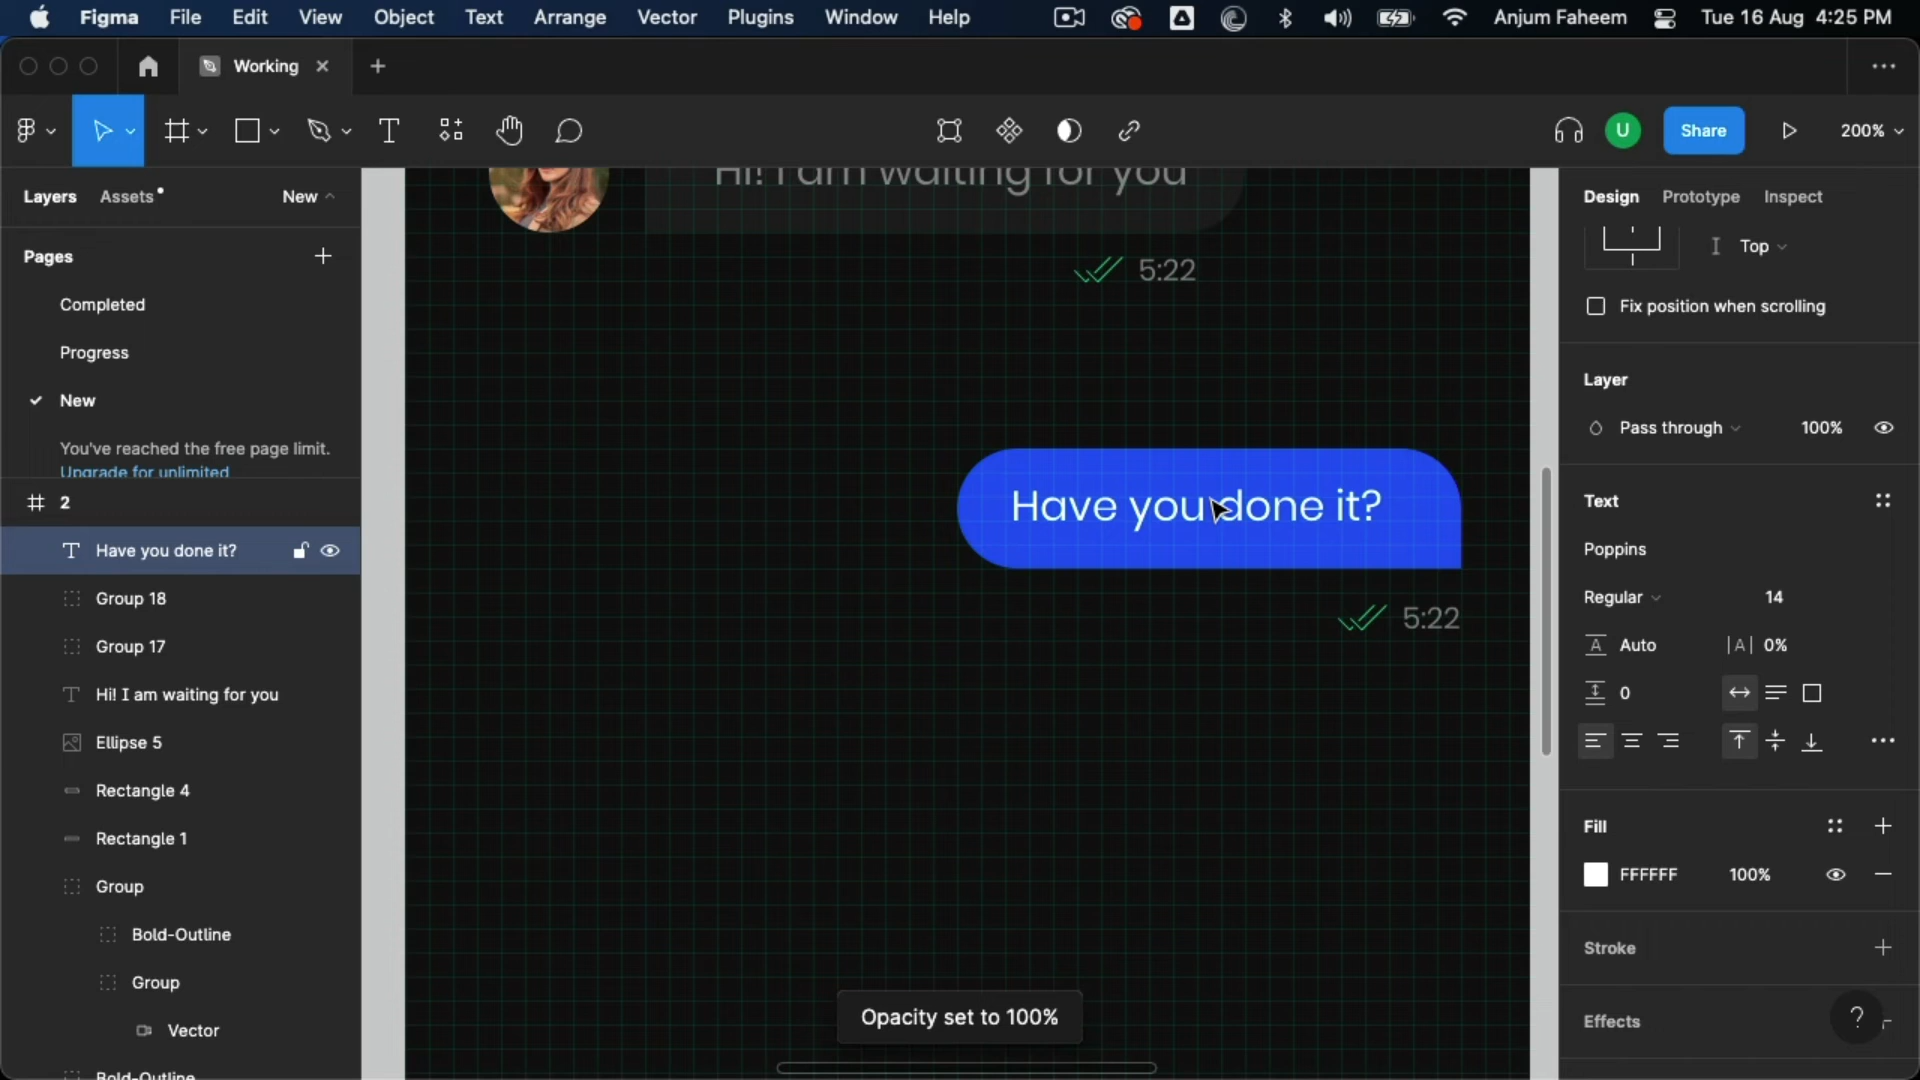 Figma File Edit View Object Text Arrange Vector Plugins Window Help Anjum Faheem Tue 16 Aug 4:25 PM
Working
U Share 200%
Layers Assets New
Design Prototype Inspect
Pages
Completed
Progress
New
You've reached the free page limit.
Upgrade for unlimited
2
Have you done it?
Group 18
Group 17
Hi! I am waiting for you
Ellipse 5
Rectangle 4
Rectangle 1
Group
Bold-Outline
Group
Vector
Bold-Outline
Hi! I am waiting for you
5:22
Have you done it?
5:22
Opacity set to 100%
Top
Fix position when scrolling
Layer
Pass through 100%
Text
Poppins
Regular 14
Auto |A| 0%
0
Fill
FFFFFF 100%
Stroke
Effects
?